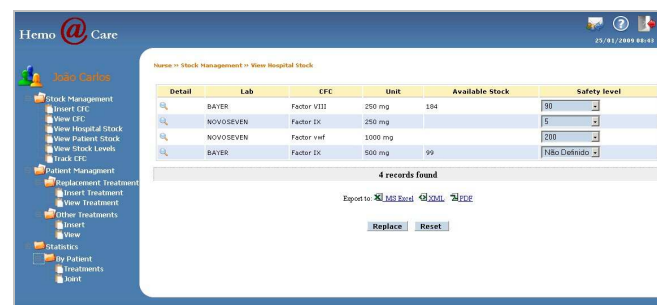 Hemo @ Care
25/01/2009 08:43
João Carlos
Stock Management
Insert CFC
View CFC
View Hospital Stock
View Patient Stock
View Stock Levels
Track CFC
Patient Managment
Replacement Treatment
Insert Treatment
View Treatment
Other Treatments
Insert
View
Statistics
By Patient
Treatments
Joint
Nurse » Stock Management » View Hospital Stock
Detail Lab CFC Unit Available Stock Safety level
BAYER Factor VIII 250 mg 184 90
NOVOSEVEN Factor IX 250 mg 5
NOVOSEVEN Factor vwf 1000 mg 200
BAYER Factor IX 500 mg 99 Não Definido
4 records found
Export to: MS Excel XML PDF
Replace Reset